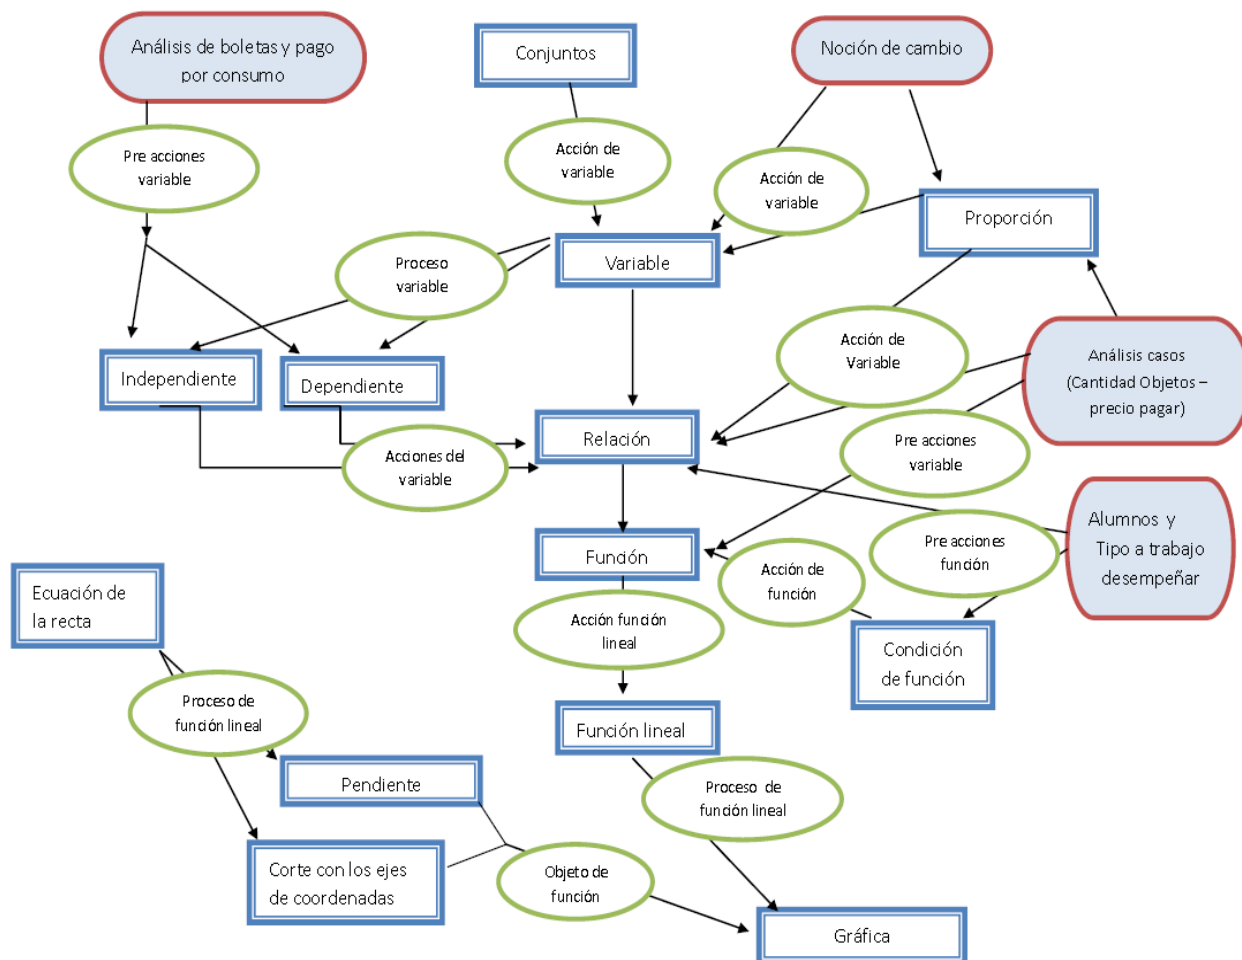 Análisis de boletas y pago
por consumo
Conjuntos
Noción de cambio
Pre acciones
variable
Acción de
variable
Acción de
variable
Proporción
Proceso
variable
Variable
Independiente
Dependiente
Acción de
Variable
Análisis casos
(Cantidad Objetos –
precio pagar)
Acciones del
variable
Relación
Pre acciones
variable
Alumnos y
Tipo a trabajo
desempeñar
Función
Acción de
función
Pre acciones
función
Ecuación de
la recta
Acción función
lineal
Condición
de función
Proceso de
función lineal
Función lineal
Pendiente
Proceso de
función lineal
Corte con los ejes
de coordenadas
Objeto de
función
Gráfica